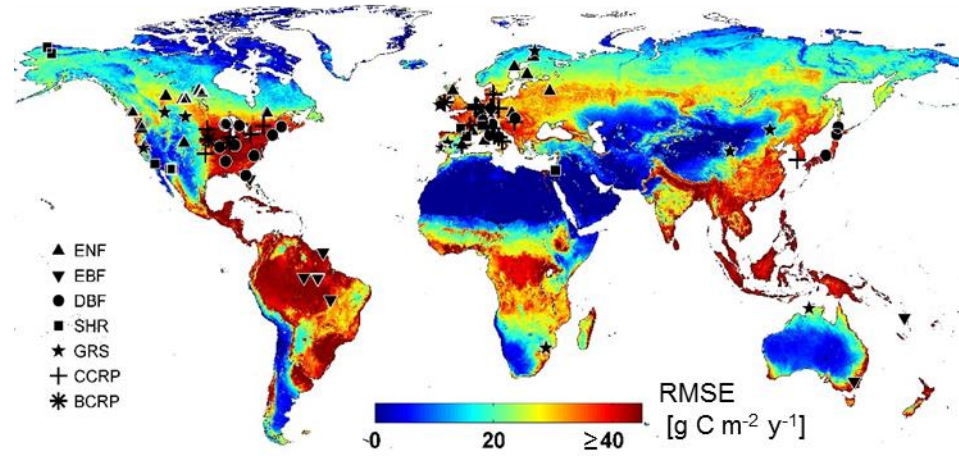 ENF
EBF
DBF
SHR
GRS
CCRP
BCRP
RMSE
[g C m⁻² y⁻¹]
0
20
≥40